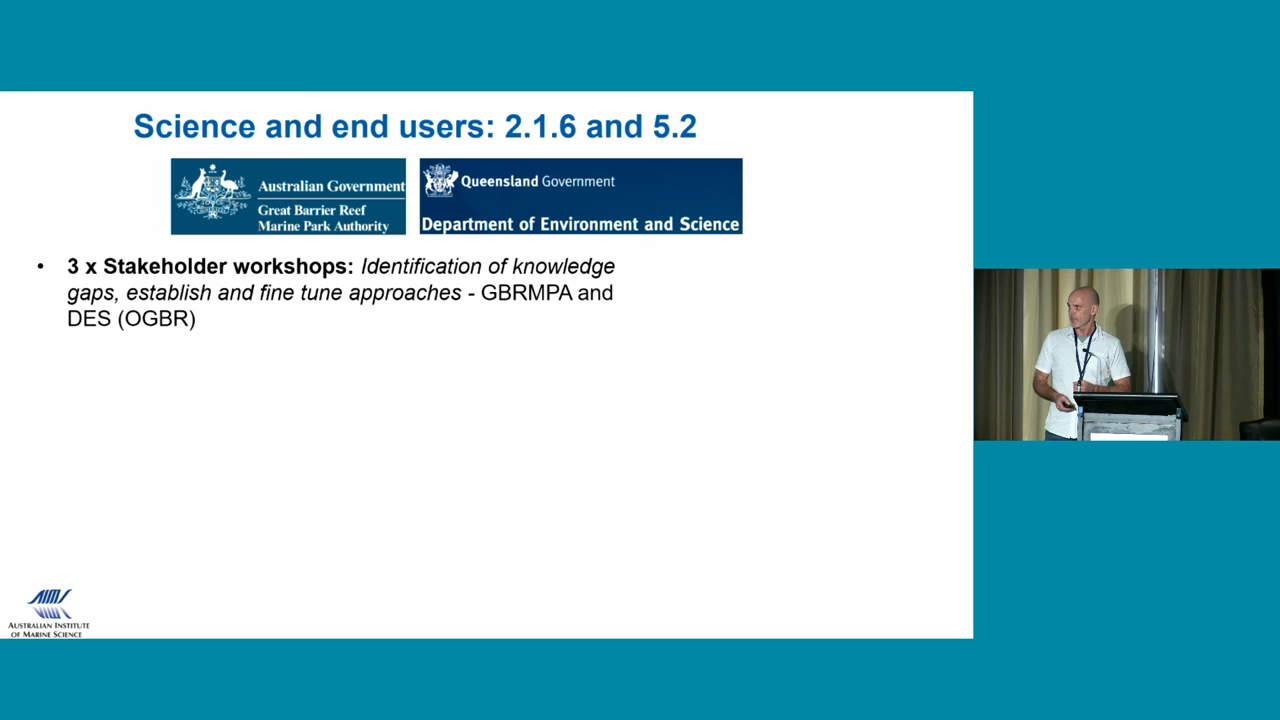 Science and end users: 2.1.6 and 5.2
Australian Government
Great Barrier Reef
Marine Park Authority
Queensland Government
Department of Environment and Science
• 3 x Stakeholder workshops: Identification of knowledge
gaps, establish and fine tune approaches - GBRMPA and
DES (OGBR)
AIMS
AUSTRALIAN INSTITUTE
OF MARINE SCIENCE